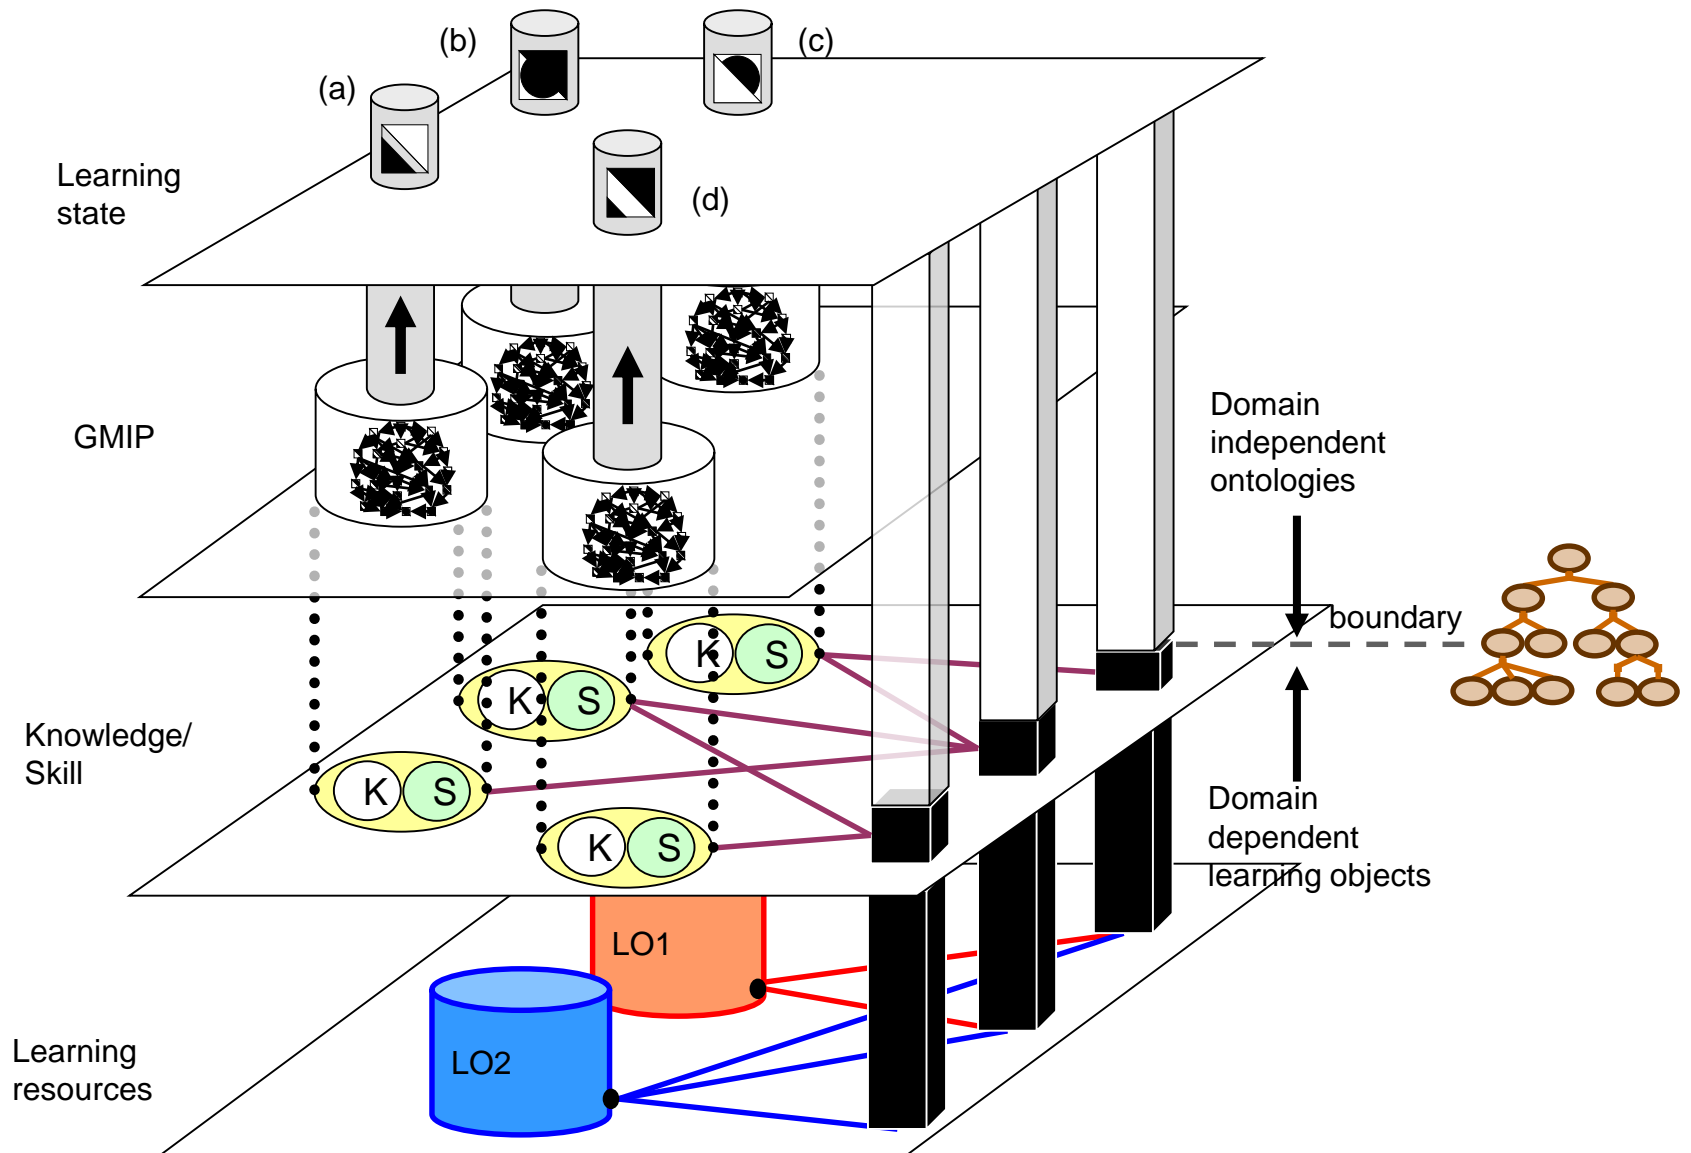 (b)
(c)
(a)
(d)
Learning
state
GMIP
Domain
independent
ontologies
boundary
K S
K S
K S
K S
Knowledge/
Skill
Domain
dependent
learning objects
LO1
LO2
Learning
resources